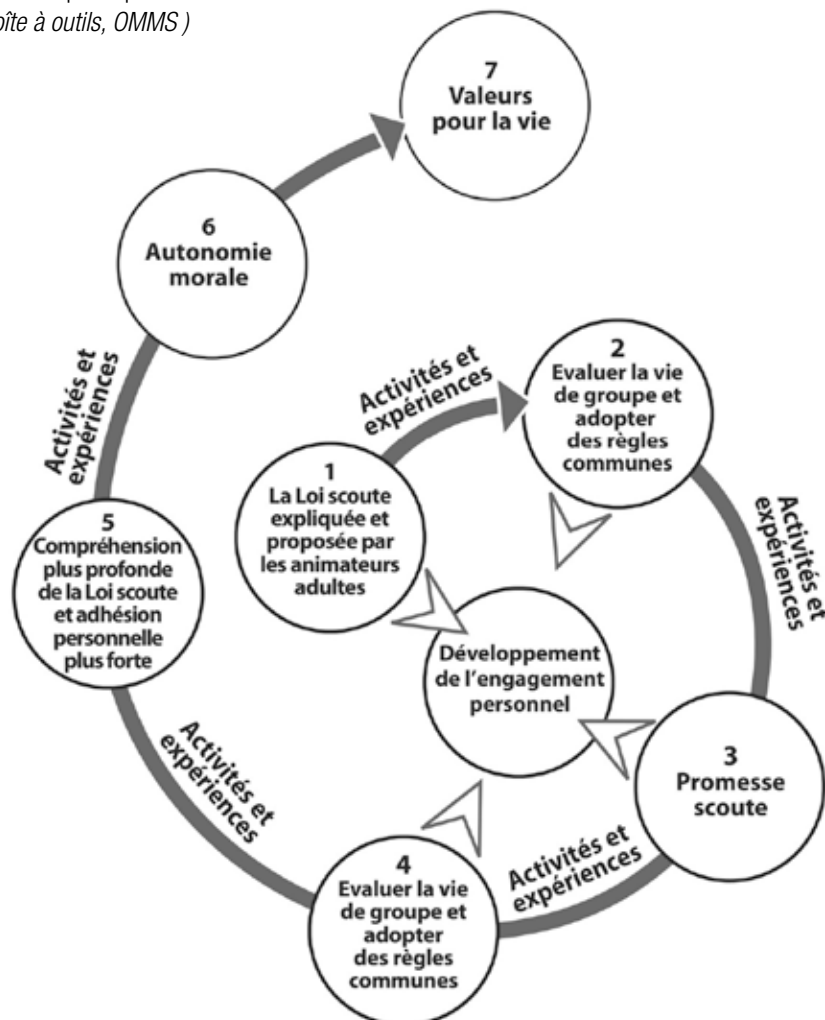 oîte à outils, OMMS )
7
Valeurs
pour la vie
6
Autonomie
morale
Activités et
expériences
2
Evaluer la vie
de groupe et
adopter
des règles
communes
Activités et
expériences
1
La Loi scoute
expliquée et
proposée par
les animateurs
adultes
Activités et
expériences
5
Compréhension
plus profonde
de la Loi scoute
et adhésion
personnelle
plus forte
Développement
de l'engagement
personnel
3
Promesse
scoute
Activités et
expériences
4
Evaluer la vie
de groupe et
adopter
des règles
communes
Activités et
expériences